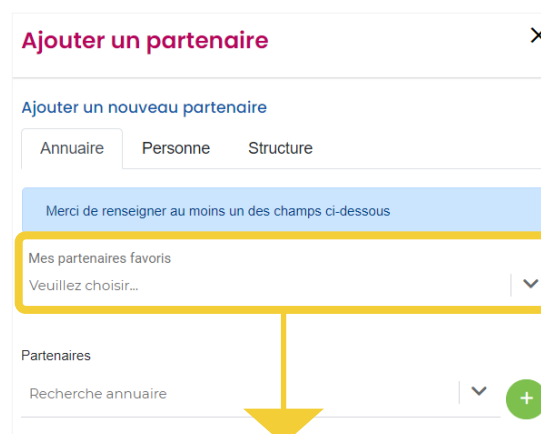 Ajouter un partenaire
Ajouter un nouveau partenaire
Annuaire Personne Structure
Merci de renseigner au moins un des champs ci-dessous
Mes partenaires favoris
Veuillez choisir...
Partenaires
Recherche annuaire